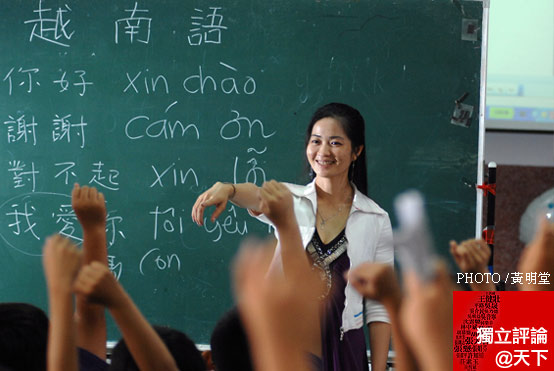 越南語
你好 xin chào
謝謝 cám ơn
對不起 xin lỗi
我愛你 tôi yêu
con
PHOTO / 黃明堂
獨立評論
@天下